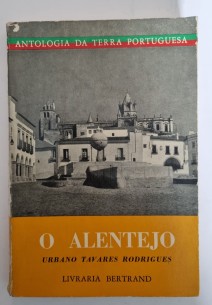 ANTOLOGIA DA TERRA PORTUGUESA
O ALENTEJO
URBANO TAVARES RODRIGUES
LIVRARIA BERTRAND